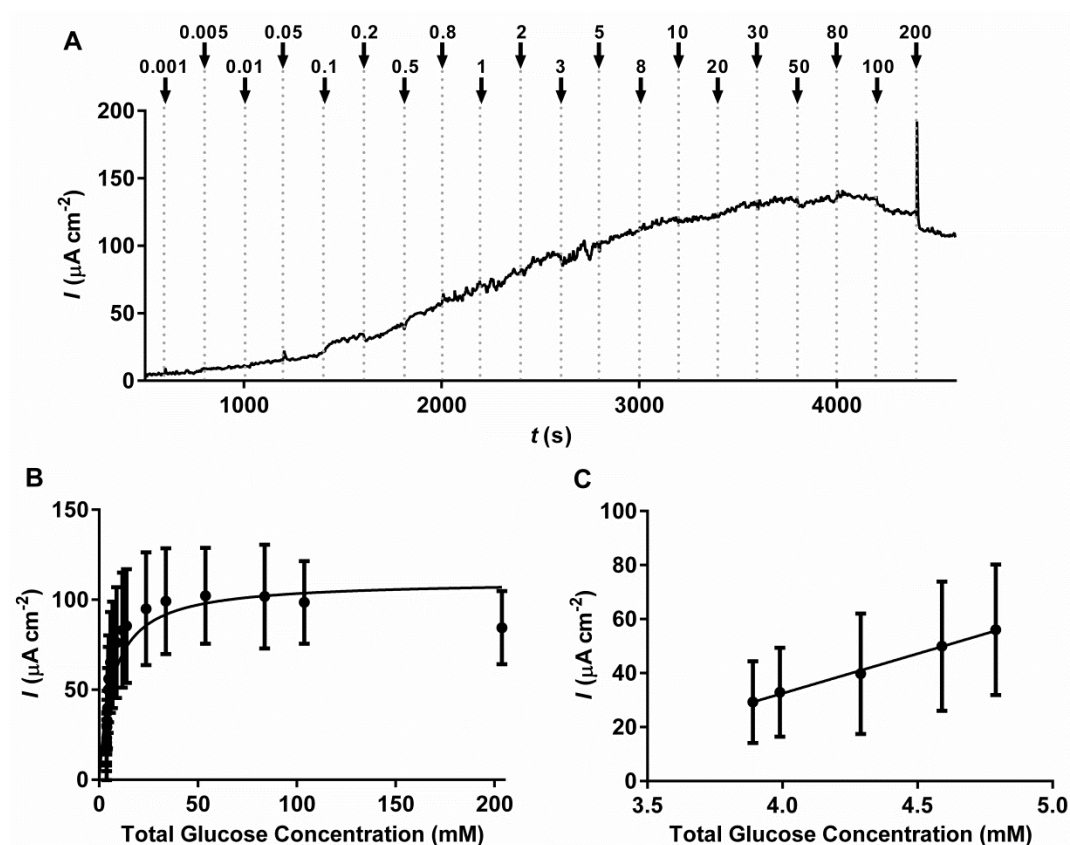 A
0.005 0.05 0.2 0.8 2 5 10 30 80 200
0.001 0.01 0.1 0.5 1 3 8 20 50 100
200
150
100
50
0
I (μA cm-2)
1000 2000 3000 4000
t (s)
B
150
100
50
0
I (μA cm-2)
0 50 100 150 200
Total Glucose Concentration (mM)
C
100
80
60
40
20
0
I (μA cm-2)
3.5 4.0 4.5 5.0
Total Glucose Concentration (mM)